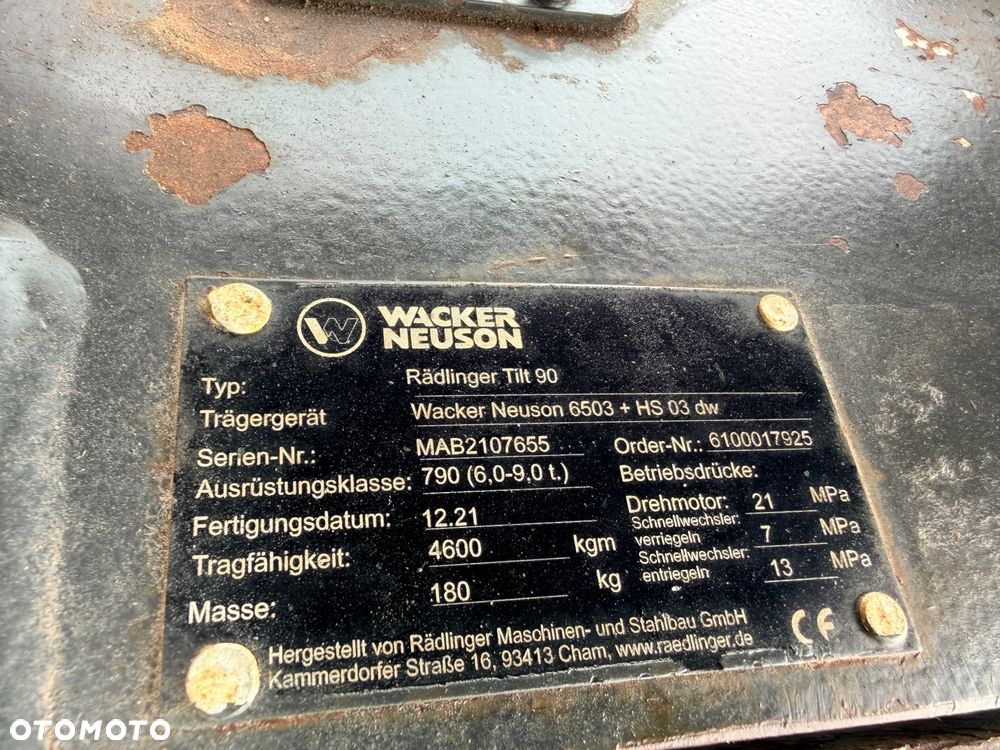 WACKER
NEUSON
Typ: Rädlinger Tilt 90
Trägergerät Wacker Neuson 6503 + HS 03 dw
Serien-Nr.: MAB2107655 Order-Nr.: 6100017925
Ausrüstungsklasse: 790 (6,0-9,0 t.) Betriebsdrücke:
Fertigungsdatum: 12.21 Drehmotor: 21 MPa
Tragfähigkeit: 4600 kgm Schnellwechsler: verriegeln 7 MPa
Masse: 180 kg Schnellwechsler: entriegeln 13 MPa
Hergestellt von Rädlinger Maschinen- und Stahlbau GmbH
Kammerdorfer Straße 16, 93413 Cham, www.raedlinger.de
CE
OTOMOTO